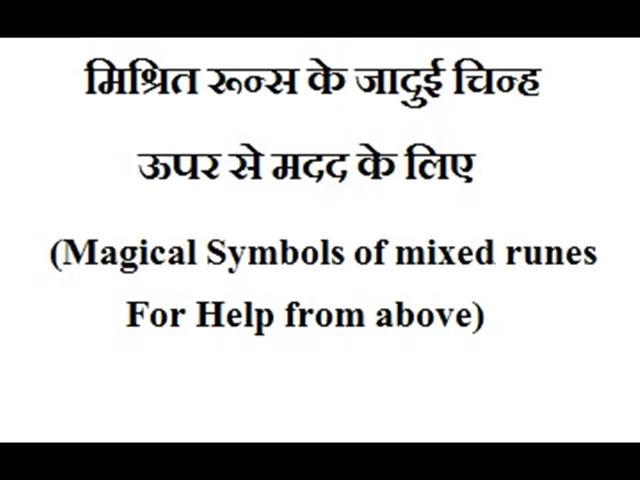 मिश्रित रून्स के जादुई चिन्ह
ऊपर से मदद के लिए
(Magical Symbols of mixed runes
For Help from above)